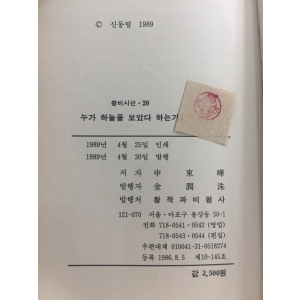 © 신동엽 1989
창비시선·20
누가 하늘을 보았다 하는가
1989년 4월 25일 인쇄
1989년 4월 30일 발행
저 자 申 東 曄
발행자 金 潤 洙
발행처 창작과비평사
121-070 서울·마포구 용강동 50-1
718-0541·0542 (영업)
718-0543·0544 (편집)
우편대체 010041-31-0518274
등록 1986.8.5 제10-145호
값 2,500원